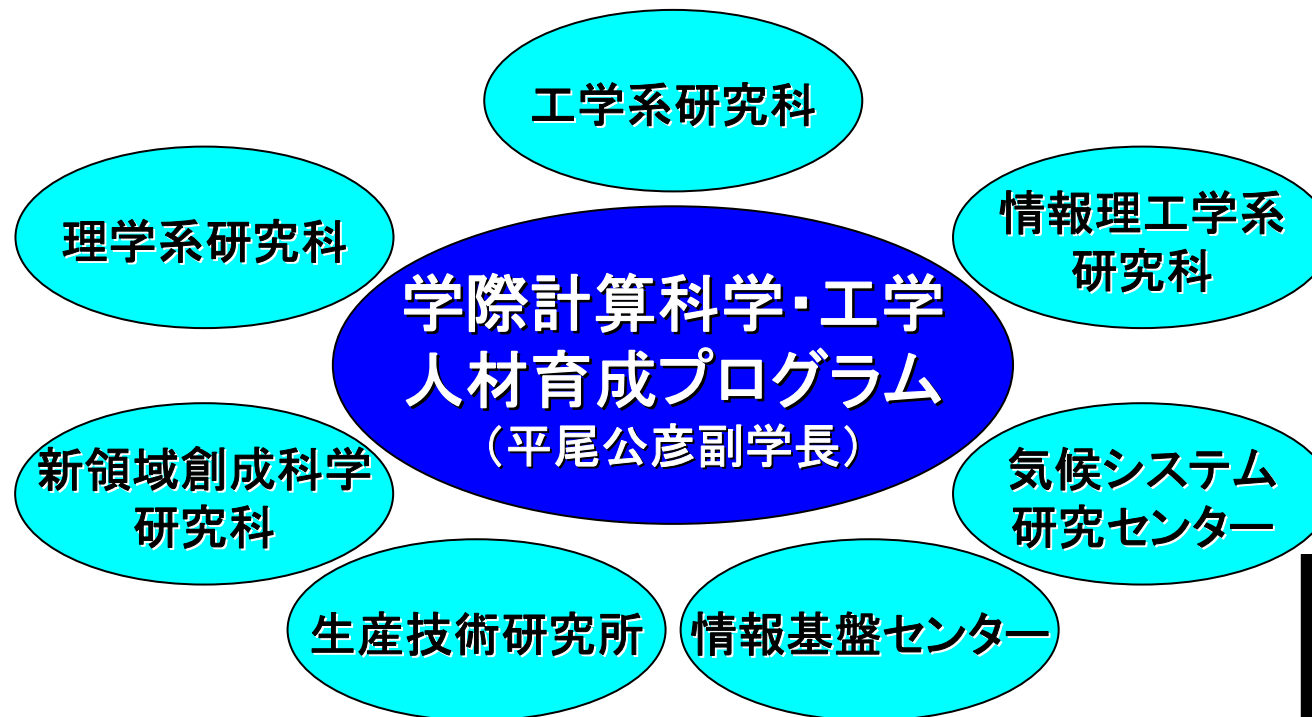 工学系研究科
理学系研究科
情報理工学系
研究科
学際計算科学・工学
人材育成プログラム
（平尾公彦副学長）
新領域創成科学
研究科
気候システム
研究センター
生産技術研究所
情報基盤センター